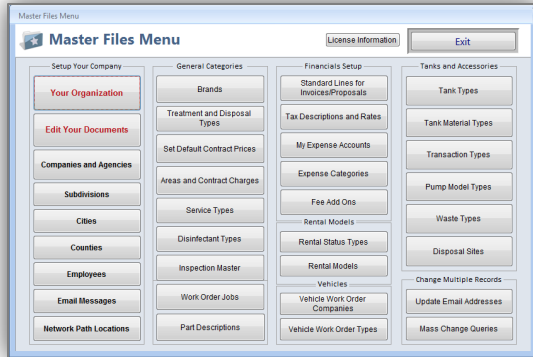 Master Files Menu
Master Files Menu
License Information
Exit
Setup Your Company
Your Organization
Edit Your Documents
Companies and Agencies
Subdivisions
Cities
Counties
Employees
Email Messages
Network Path Locations
General Categories
Brands
Treatment and Disposal
Types
Set Default Contract Prices
Areas and Contract Charges
Service Types
Disinfectant Types
Inspection Master
Work Order Jobs
Part Descriptions
Financials Setup
Standard Lines for
Invoices/Proposals
Tax Descriptions and Rates
My Expense Accounts
Expense Categories
Fee Add Ons
Rental Models
Rental Status Types
Rental Models
Vehicles
Vehicle Work Order
Companies
Vehicle Work Order Types
Tanks and Accessories
Tank Types
Tank Material Types
Transaction Types
Pump Model Types
Waste Types
Disposal Sites
Change Multiple Records
Update Email Addresses
Mass Change Queries